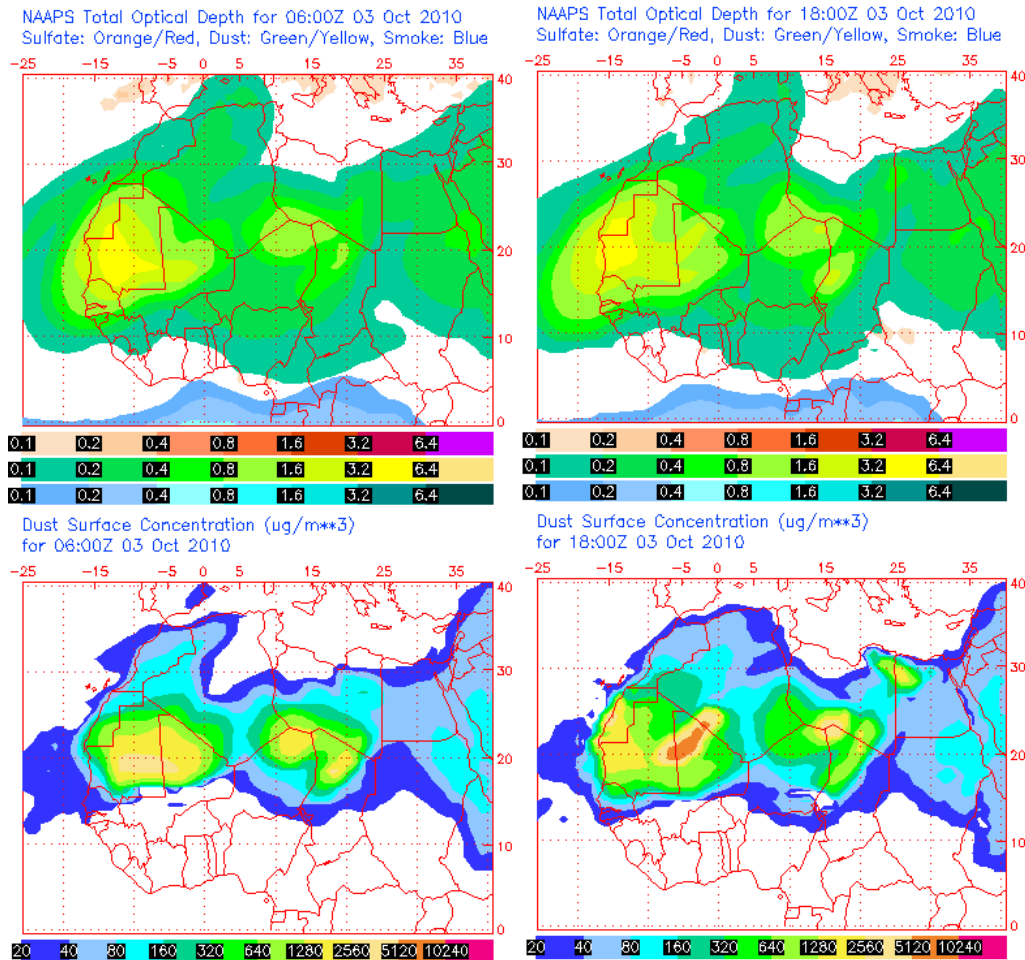 NAAPS Total Optical Depth for 06:00Z 03 Oct 2010
Sulfate: Orange/Red, Dust: Green/Yellow, Smoke: Blue
-25 -15 -5 0 5 15 25 35
40
30
20
10
0
0.1 0.2 0.4 0.8 1.6 3.2 6.4
0.1 0.2 0.4 0.8 1.6 3.2 6.4
0.1 0.2 0.4 0.8 1.6 3.2 6.4
NAAPS Total Optical Depth for 18:00Z 03 Oct 2010
Sulfate: Orange/Red, Dust: Green/Yellow, Smoke: Blue
-25 -15 -5 0 5 15 25 35
40
30
20
10
0
0.1 0.2 0.4 0.8 1.6 3.2 6.4
0.1 0.2 0.4 0.8 1.6 3.2 6.4
0.1 0.2 0.4 0.8 1.6 3.2 6.4
Dust Surface Concentration (ug/m**3)
for 06:00Z 03 Oct 2010
-25 -15 -5 0 5 15 25 35
40
30
20
10
0
20 40 80 160 320 640 1280 2560 5120 10240
Dust Surface Concentration (ug/m**3)
for 18:00Z 03 Oct 2010
-25 -15 -5 0 5 15 25 35
40
30
20
10
0
20 40 80 160 320 640 1280 2560 5120 10240